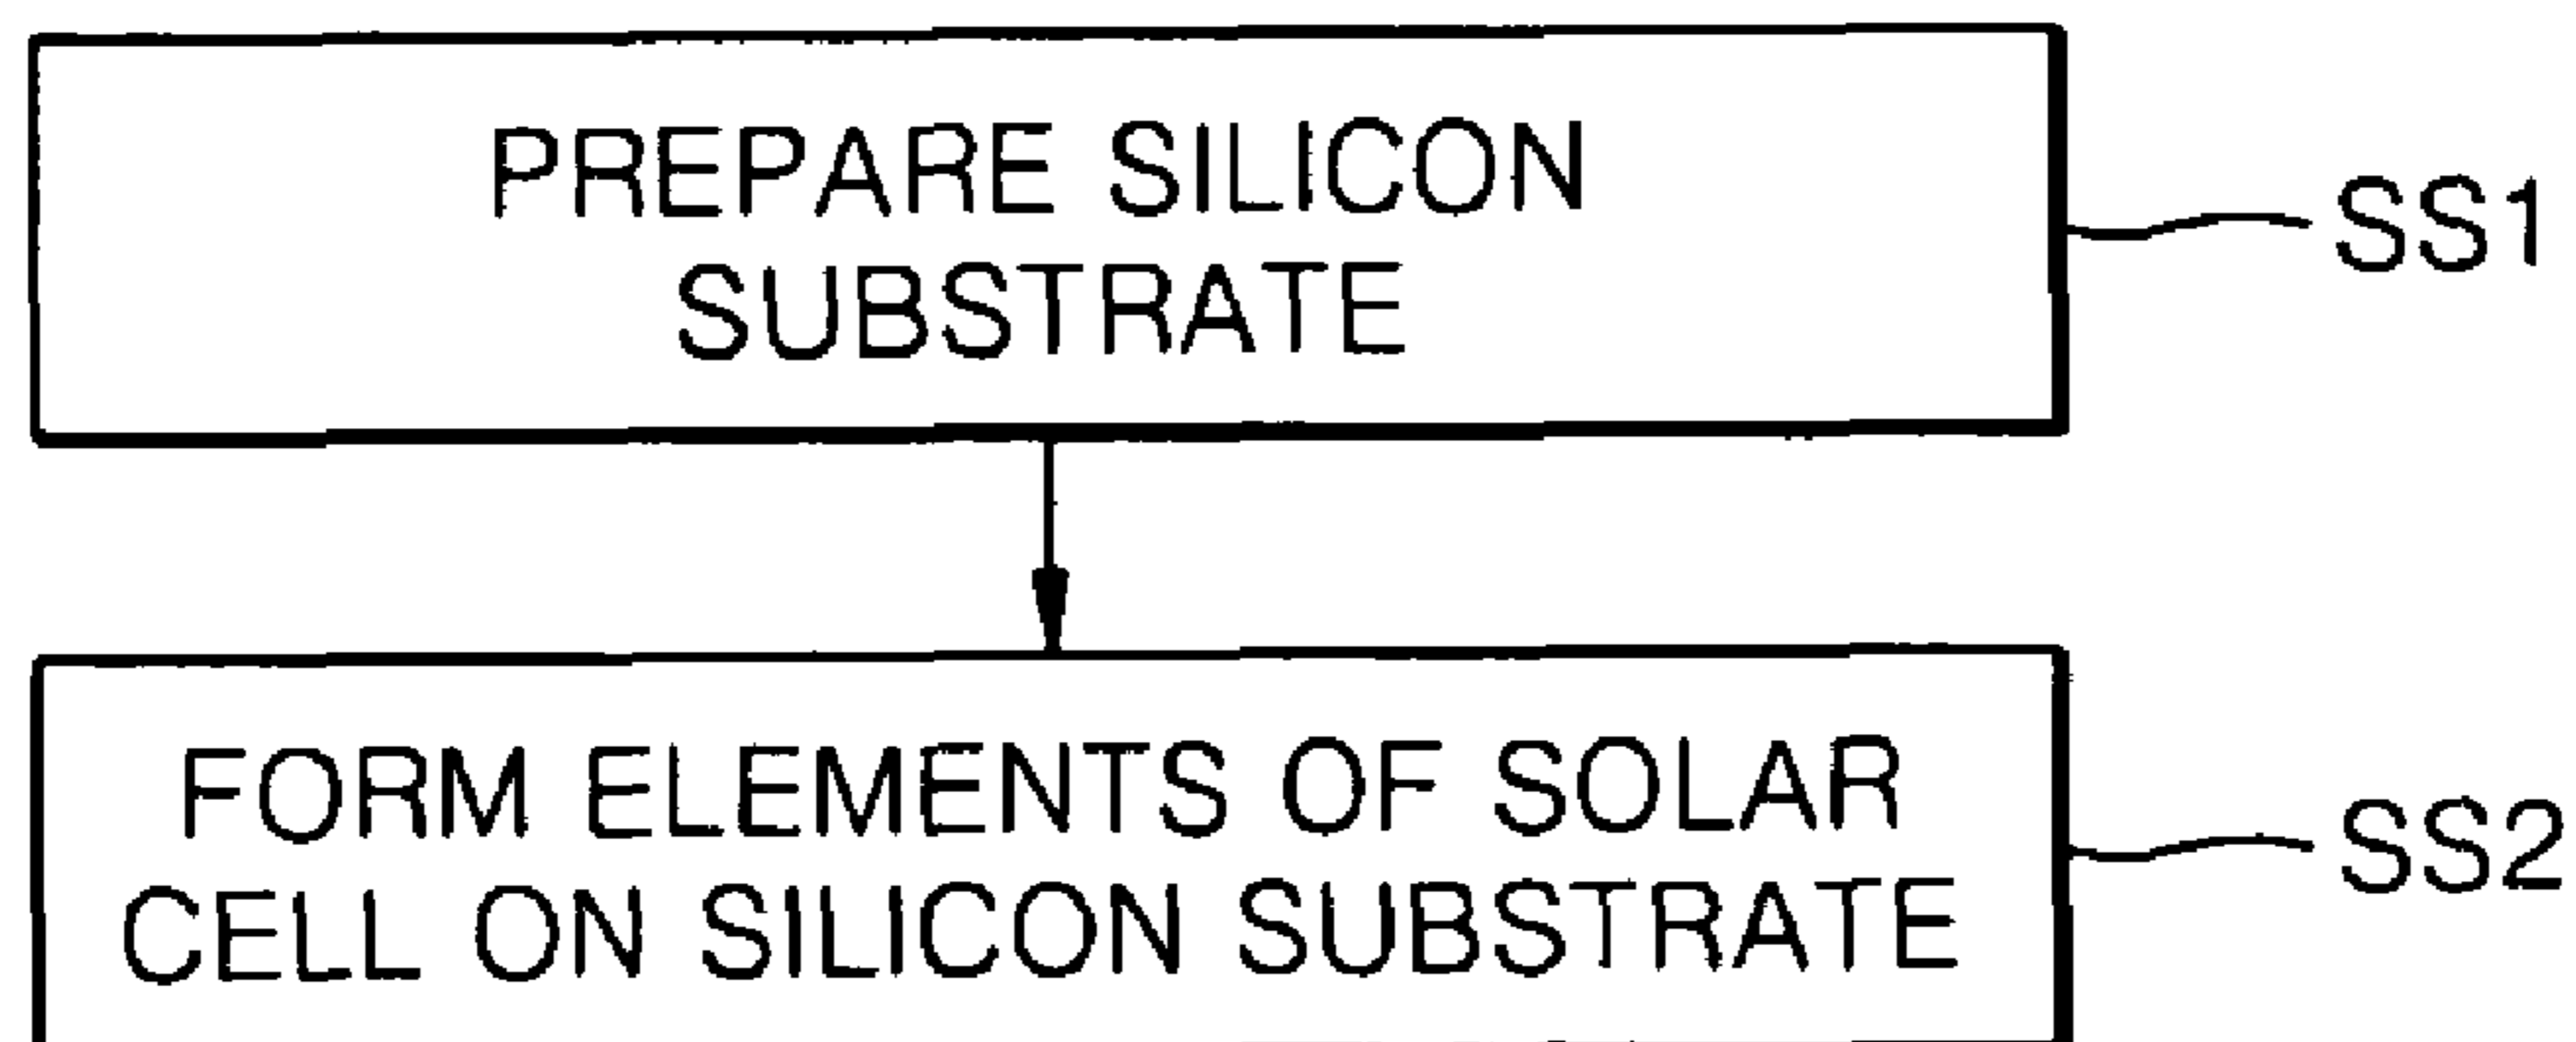 PREPARE SILICON
SUBSTRATE
SS1
FORM ELEMENTS OF SOLAR
CELL ON SILICON SUBSTRATE
SS2